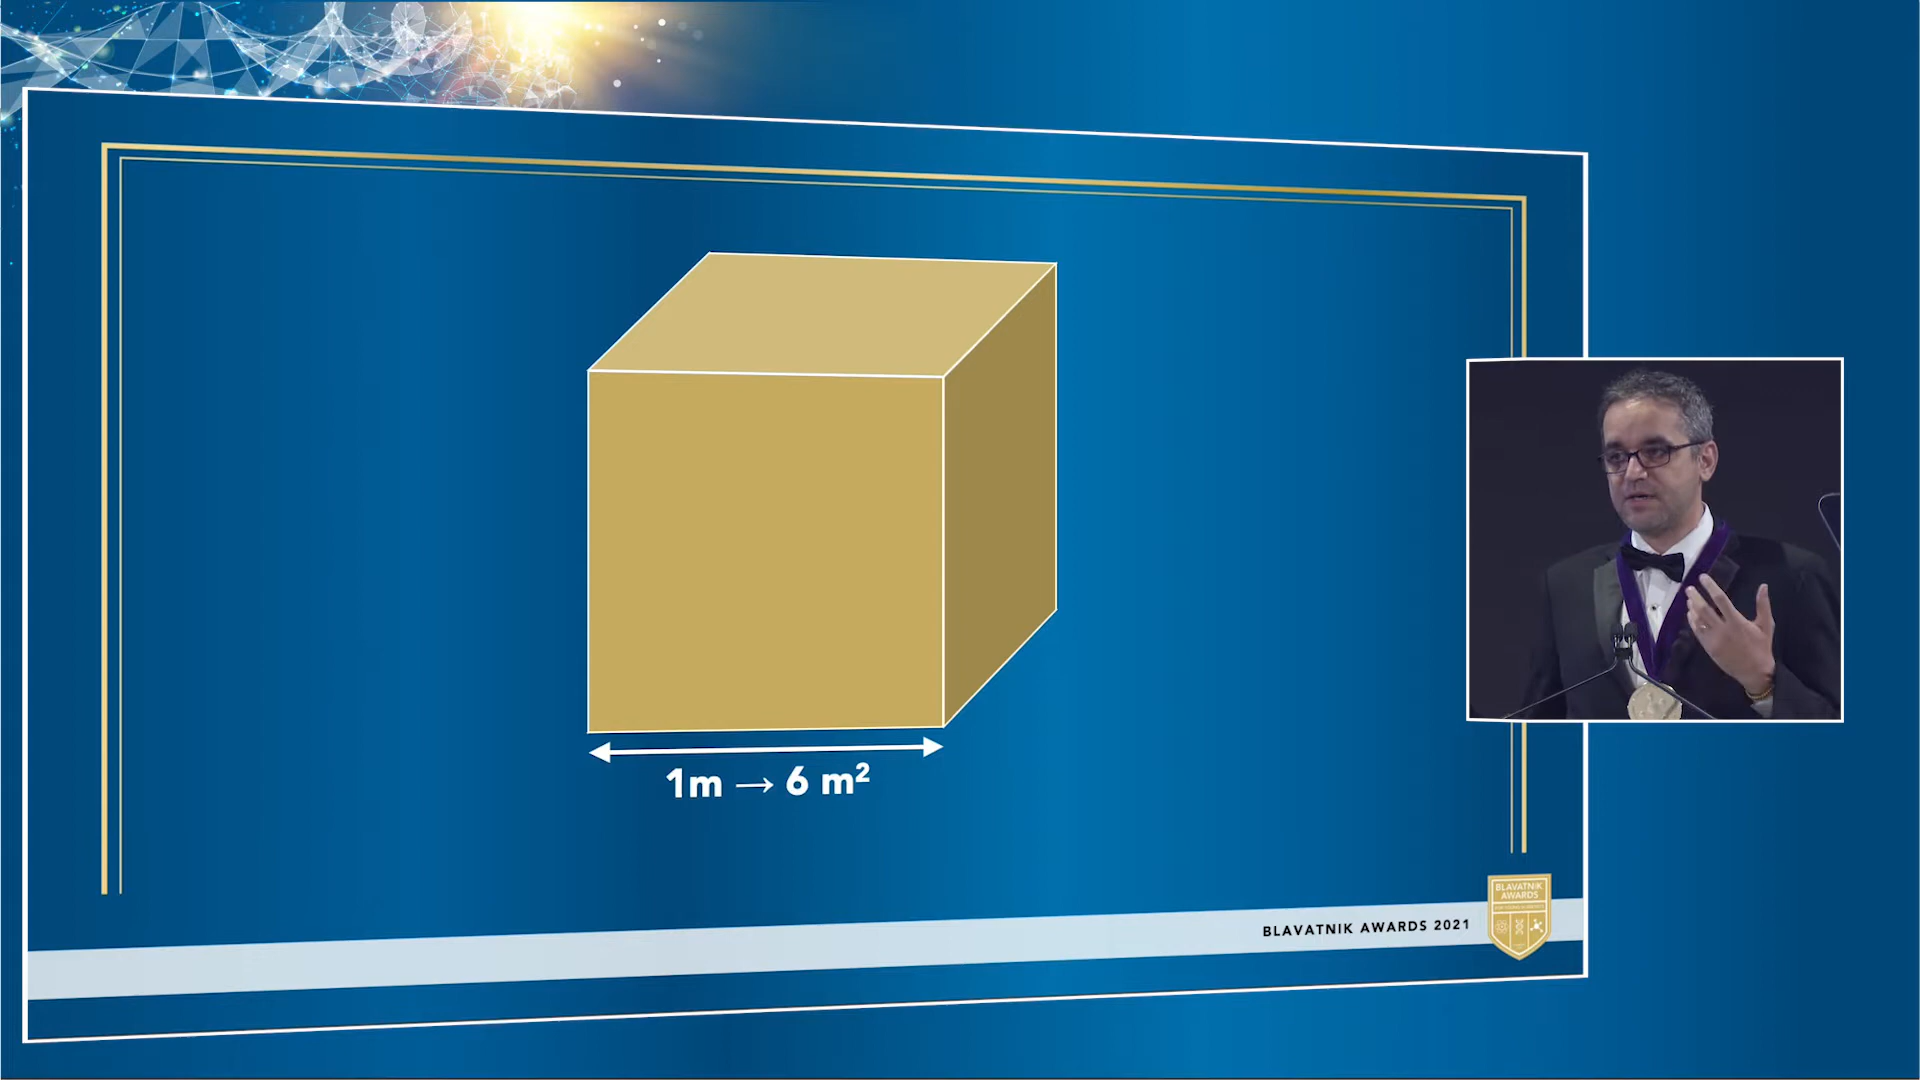 1m → 6 m²
BLAVATNIK AWARDS 2021
BLAVATNIK
AWARDS